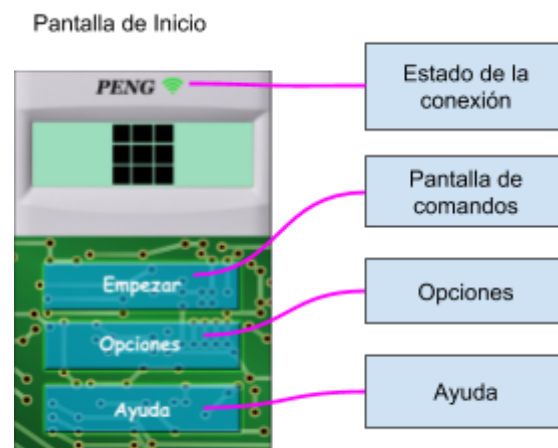 Pantalla de Inicio
PENG
Estado de la
conexión
Pantalla de
comandos
Empezar
Opciones
Opciones
Ayuda
Ayuda